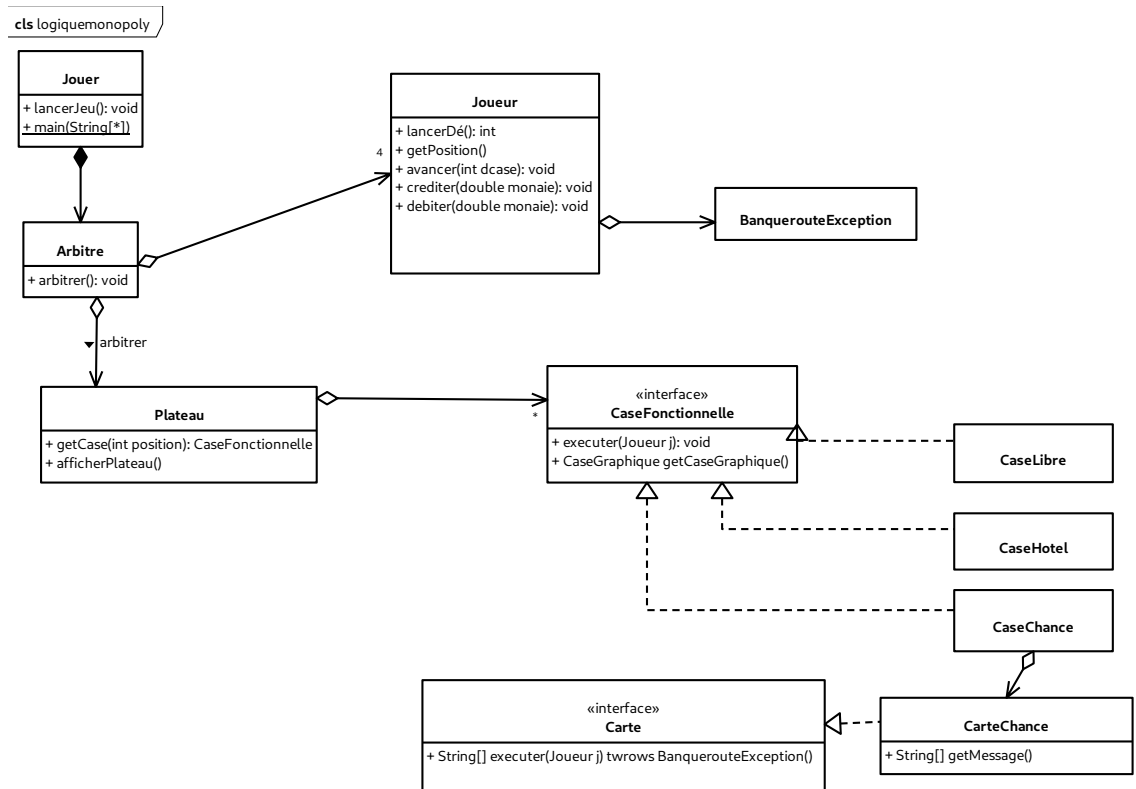 cls logiquemonopoly
Jouer
+ lancerJeu(): void
+ main(String[*])
Joueur
+ lancerDé(): int
+ getPosition()
+ avancer(int dcase): void
+ crediter(double monaie): void
+ debiter(double monaie): void
4
BanquerouteException
Arbitre
+ arbitrer(): void
arbitrer
Plateau
+ getCase(int position): CaseFonctionnelle
+ afficherPlateau()
*
«interface»
CaseFonctionnelle
+ executer(Joueur j): void
+ CaseGraphique getCaseGraphique()
CaseLibre
CaseHotel
CaseChance
«interface»
Carte
+ String[] executer(Joueur j) twrows BanquerouteException()
CarteChance
+ String[] getMessage()